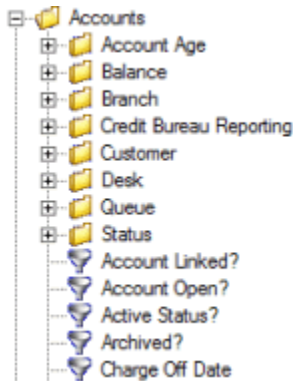 Accounts
Account Age
Balance
Branch
Credit Bureau Reporting
Customer
Desk
Queue
Status
Account Linked?
Account Open?
Active Status?
Archived?
Charge Off Date